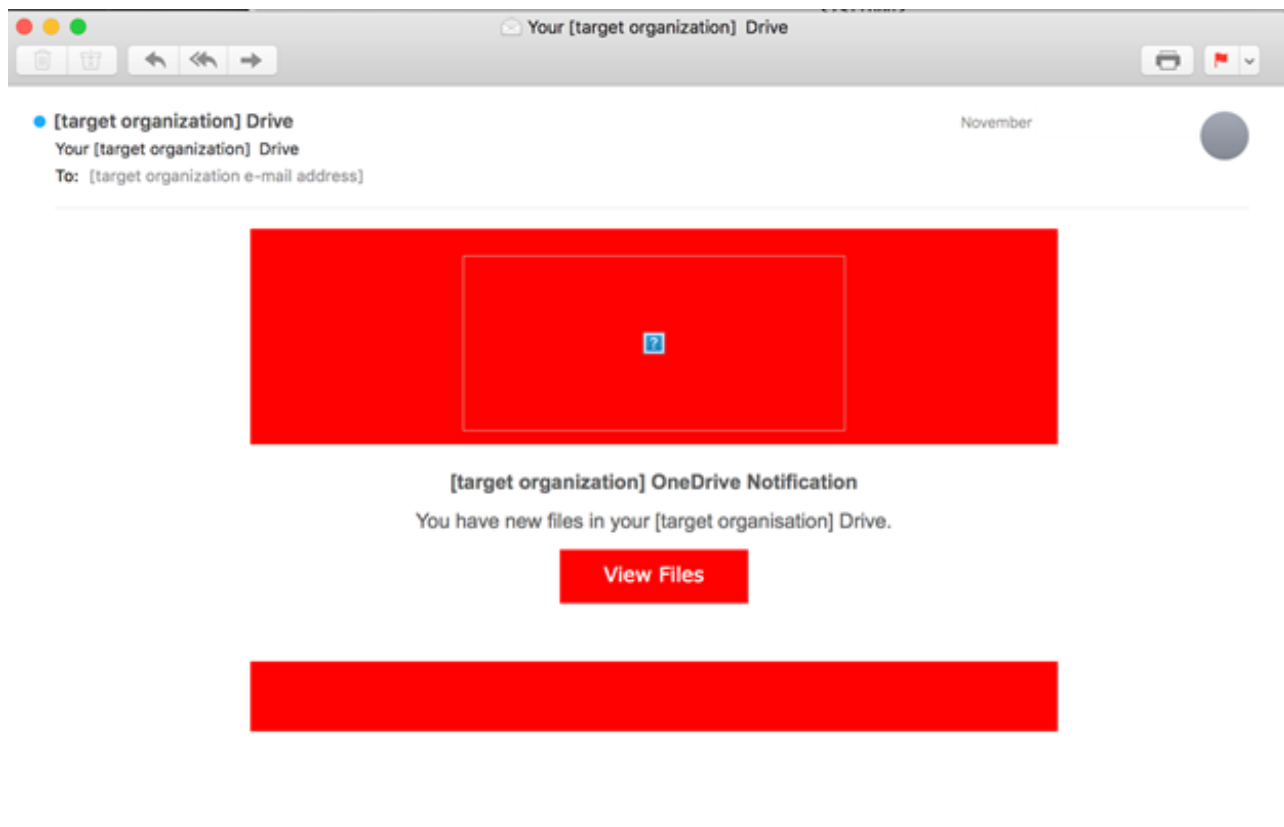 Your [target organization] Drive
[target organization] Drive
November
Your [target organization] Drive
To: [target organization e-mail address]
?
[target organization] OneDrive Notification
You have new files in your [target organisation] Drive.
View Files